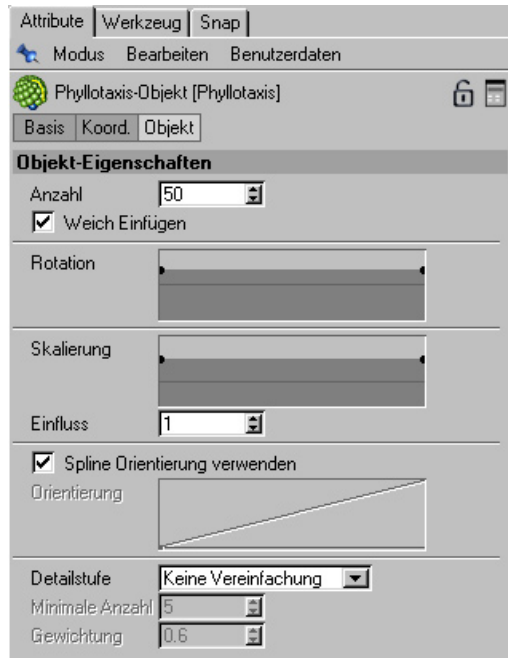 Attribute Werkzeug Snap
Modus Bearbeiten Benutzerdaten
Phyllotaxis-Objekt [Phyllotaxis]
Basis Koord. Objekt
Objekt-Eigenschaften
Anzahl 50
Weich Einfügen
Rotation
Skalierung
Einfluss 1
Spline Orientierung verwenden
Orientierung
Detailstufe Keine Vereinfachung
Minimale Anzahl 5
Gewichtung 0.6